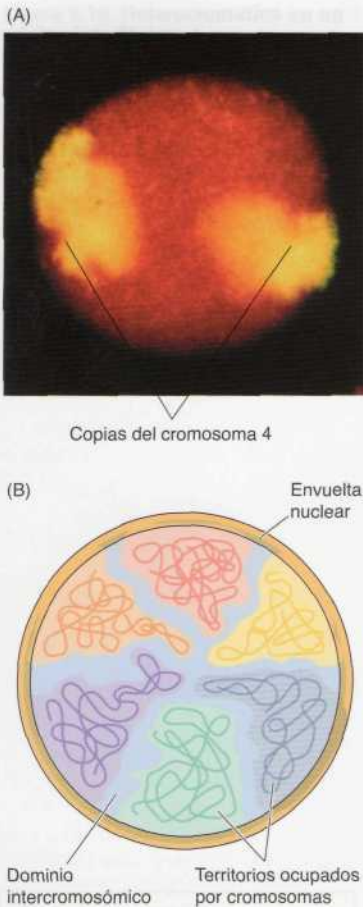 (A)
Copias del cromosoma 4
(B)
Envuelta
nuclear
Dominio
intercromosómico
Territorios ocupados
por cromosomas